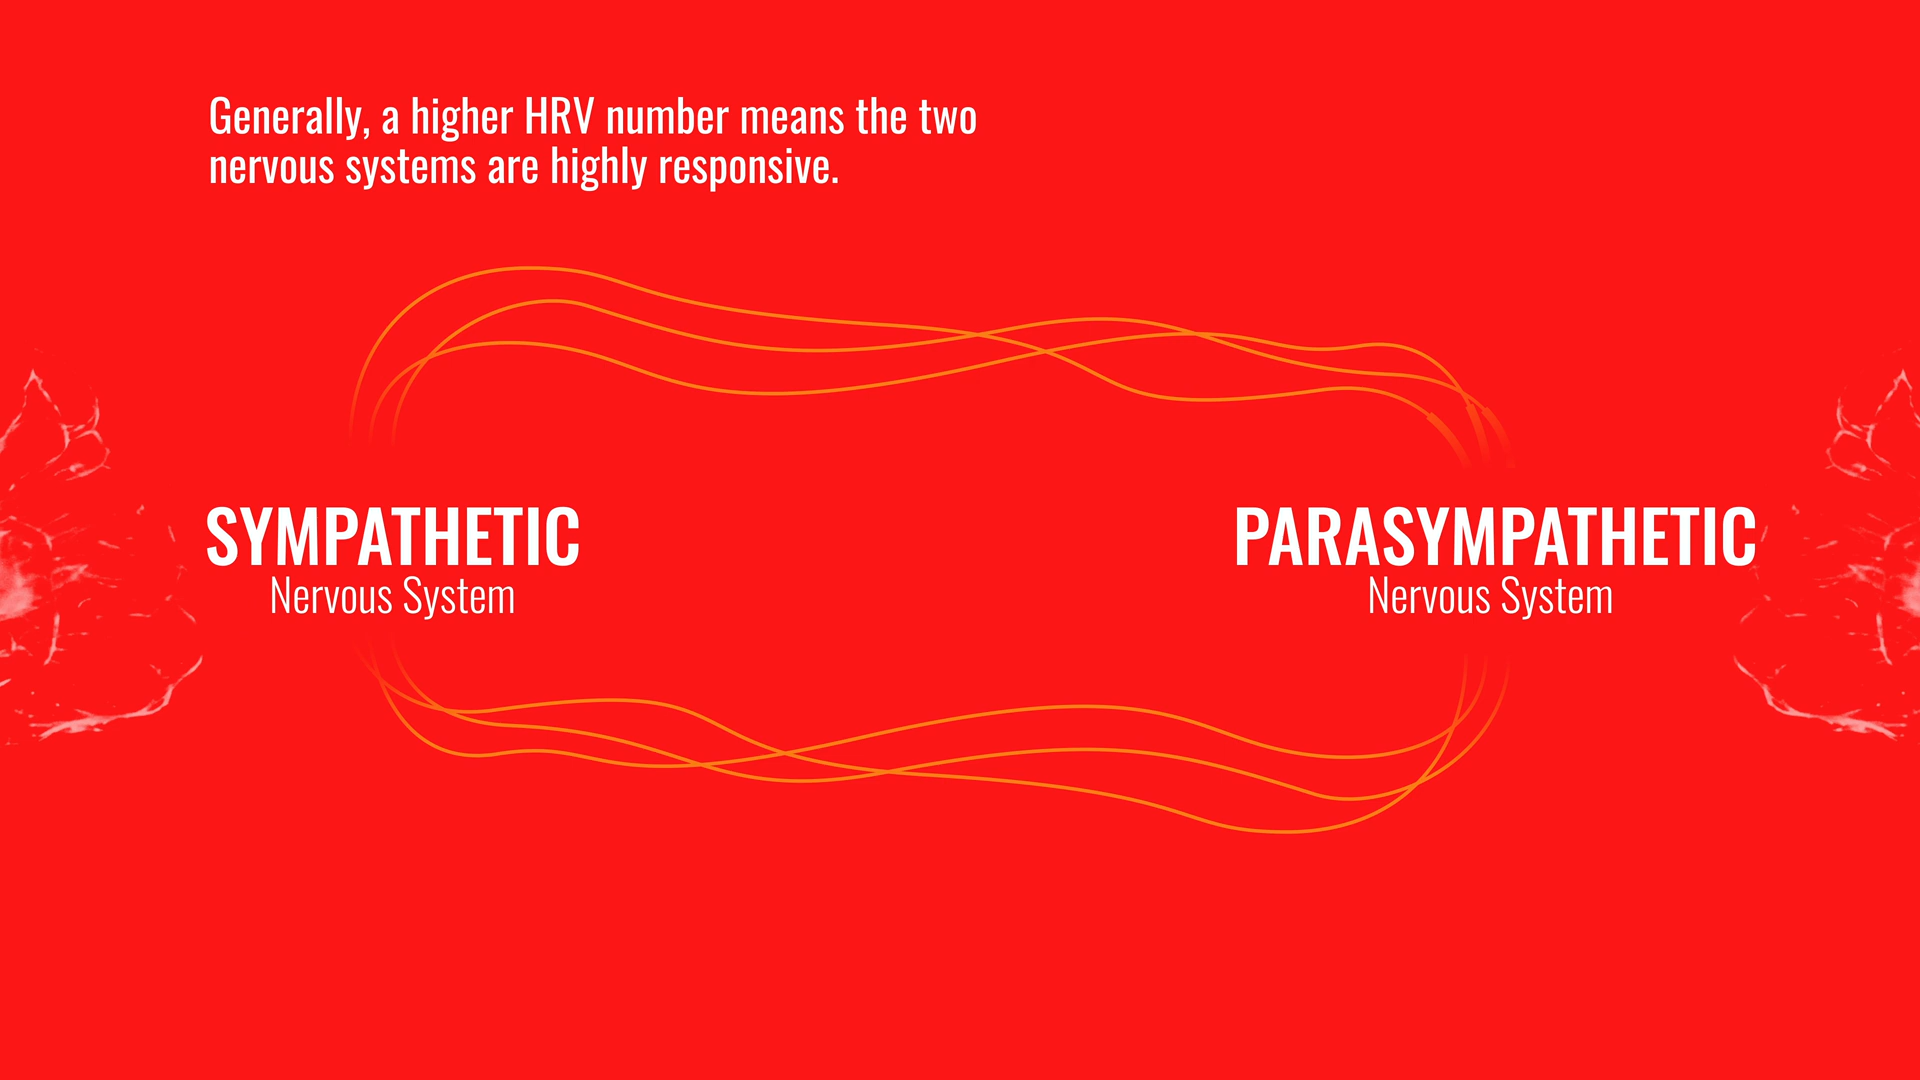 Generally, a higher HRV number means the two
nervous systems are highly responsive.
SYMPATHETIC
Nervous System
PARASYMPATHETIC
Nervous System